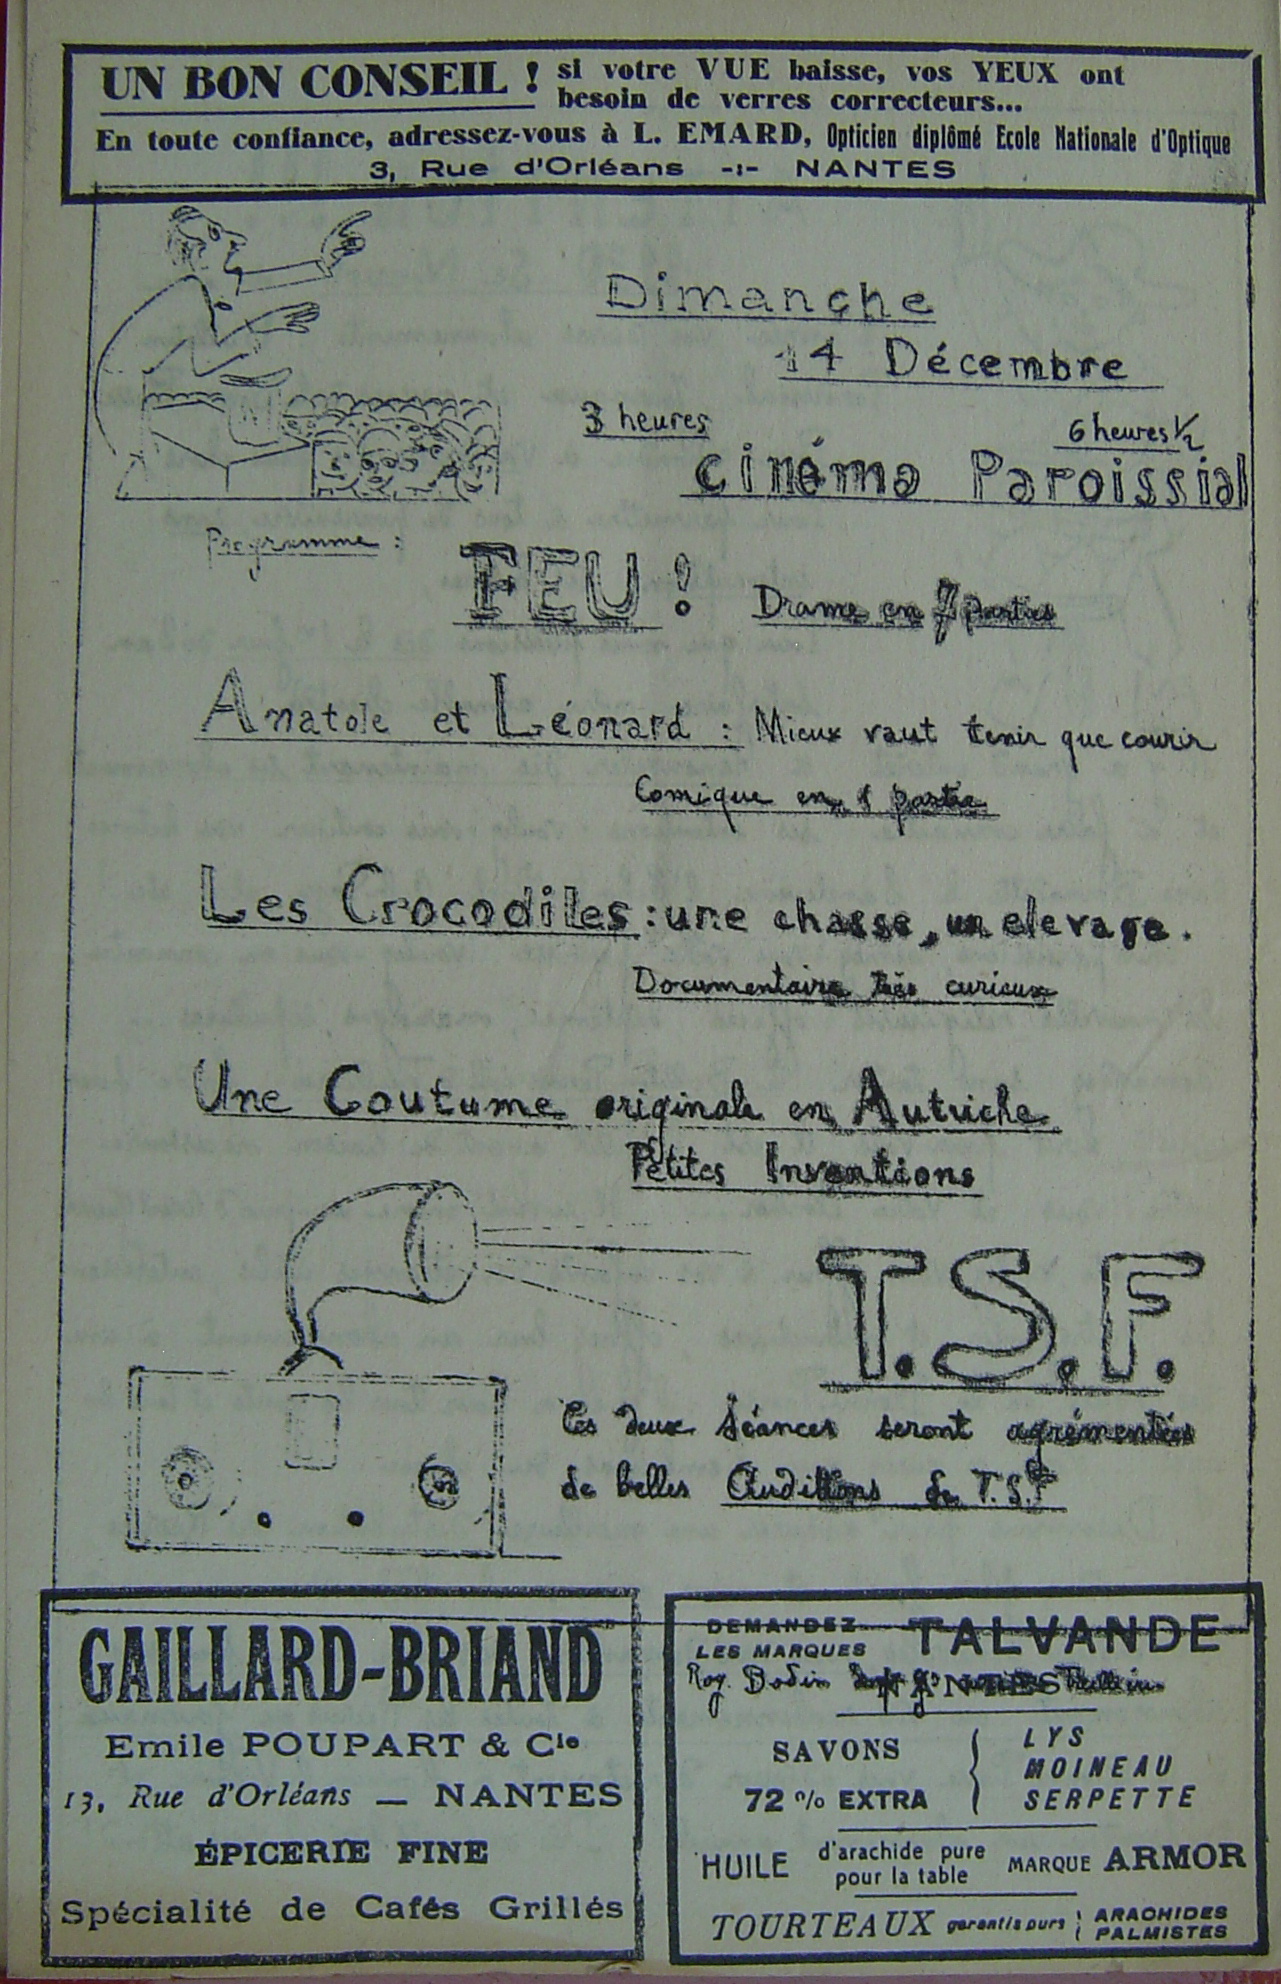 UN BON CONSEIL ! si votre VUE baisse, vos YEUX ont
besoin de verres correcteurs...
En toute confiance, adressez-vous à L. EMARD, Opticien diplômé Ecole Nationale d'Optique
3, Rue d'Orléans -:- NANTES
Dimanche
14 Décembre
3 heures 6 heures 1/2
cinéma Paroissial
Programme :
FEU ! Drame en 7 parties
Anatole et Léonard : Mieux vaut tenir que courir
Comique en 1 partie
Les Crocodiles : une chasse, un elevage.
Documentaire très curieux
Une Coutume originale en Autriche
Petites Inventions
T.S.F.
Les deux Séances seront agrémentées
de belles Auditions de T.S.F
GAILLARD-BRIAND
Emile POUPART & Cie
13, Rue d'Orléans — NANTES
ÉPICERIE FINE
Spécialité de Cafés Grillés
DEMANDEZ
LES MARQUES TALVANDE
Roy. Bodin NANTES
SAVONS
72 % EXTRA
LYS
MOINEAU
SERPETTE
HUILE d'arachide pure
pour la table MARQUE ARMOR
TOURTEAUX garantis purs ARACHIDES
PALMISTES